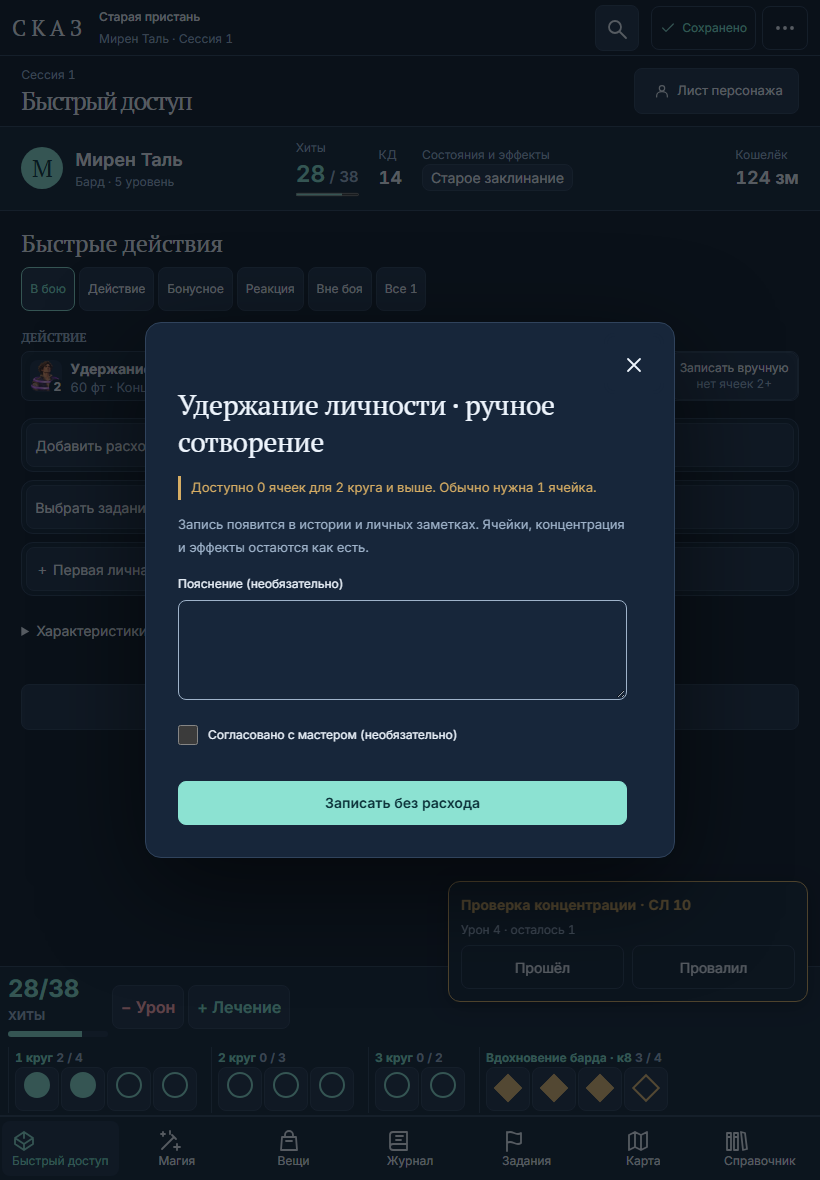 СКАЗ
Старая пристань
Мирен Таль · Сессия 1
Сохранено
Сессия 1
Быстрый доступ
Лист персонажа
М
Мирен Таль
Бард · 5 уровень
Хиты
28 / 38
КД
14
Состояния и эффекты
Старое заклинание
Кошелёк
124 зм
Быстрые действия
В бою
Действие
Бонусное
Реакция
Вне боя
Все 1
ДЕЙСТВИЕ
2
60 фт ·
Записать вручную
нет ячеек 2+
Добавить
Выбрать
+ Первая
Удержание личности · ручное
сотворение
Доступно 0 ячеек для 2 круга и выше. Обычно нужна 1 ячейка.
Запись появится в истории и личных заметках. Ячейки, концентрация
и эффекты остаются как есть.
Пояснение (необязательно)
Согласовано с мастером (необязательно)
Записать без расхода
Проверка концентрации · СЛ 10
Урон 4 · осталось 1
Прошёл
Провалил
28/38
ХИТЫ
− Урон
+ Лечение
1 круг 2 / 4
2 круг 0 / 3
3 круг 0 / 2
Вдохновение барда · к8 3 / 4
Быстрый доступ
Магия
Вещи
Журнал
Задания
Карта
Справочник